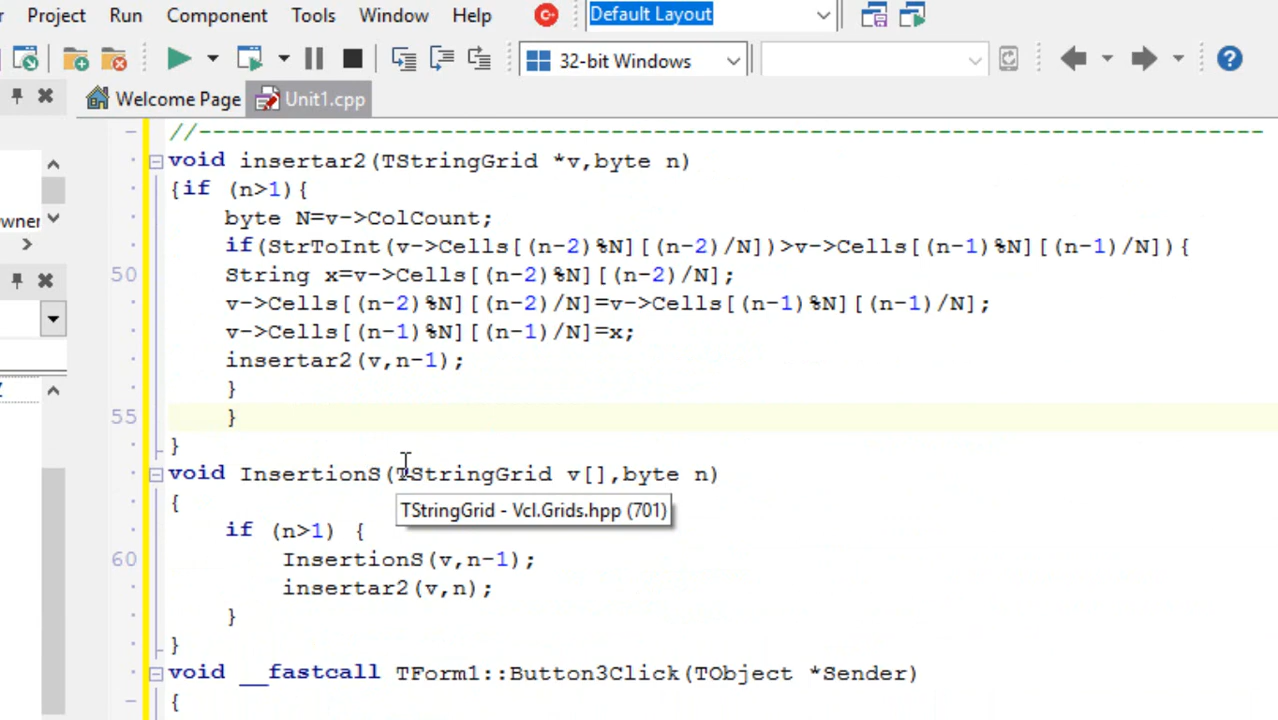 Project Run Component Tools Window Help Default Layout
32-bit Windows ?
Welcome Page Unit1.cpp
//---------------------------------------------------------------------------
void insertar2(TStringGrid *v,byte n)
{if (n>1){
byte N=v->ColCount;
if(StrToInt(v->Cells[(n-2)%N][(n-2)/N])>v->Cells[(n-1)%N][(n-1)/N]){
50 String x=v->Cells[(n-2)%N][(n-2)/N];
v->Cells[(n-2)%N][(n-2)/N]=v->Cells[(n-1)%N][(n-1)/N];
v->Cells[(n-1)%N][(n-1)/N]=x;
insertar2(v,n-1);
}
55 }
}
void InsertionS(TStringGrid v[],byte n)
{
TStringGrid - Vcl.Grids.hpp (701)
if (n>1) {
60 InsertionS(v,n-1);
insertar2(v,n);
}
}
void __fastcall TForm1::Button3Click(TObject *Sender)
{